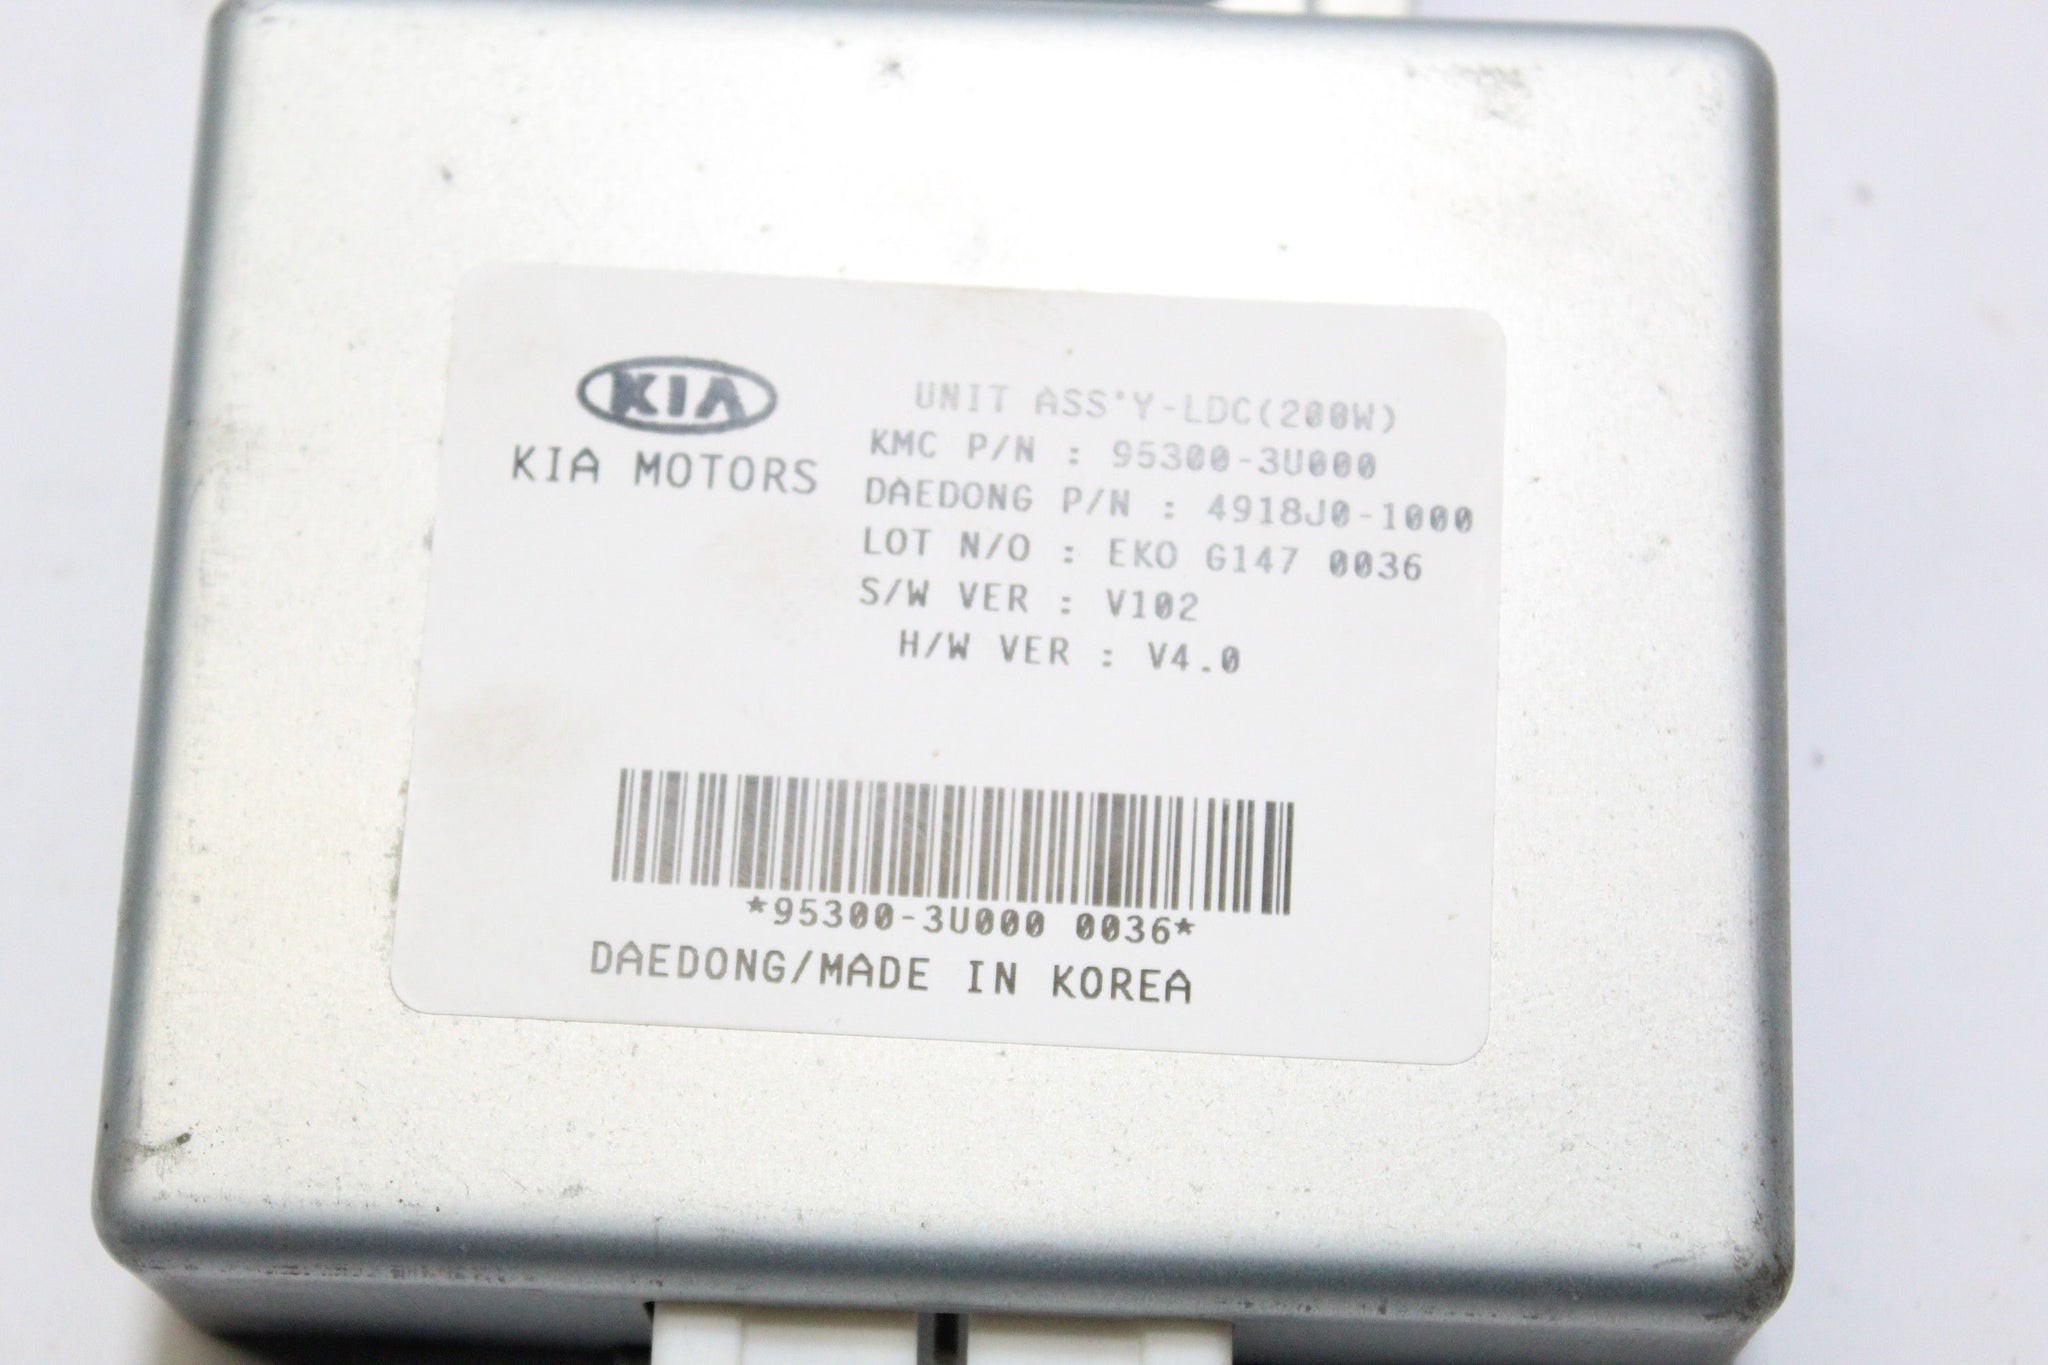 KIA
KIA MOTORS
UNIT ASS'Y-LDC(200W)
KMC P/N : 95300-3U000
DAEDONG P/N : 4918J0-1000
LOT N/O : EKO G147 0036
S/W VER : V102
H/W VER : V4.0
*95300-3U000 0036*
DAEDONG/MADE IN KOREA